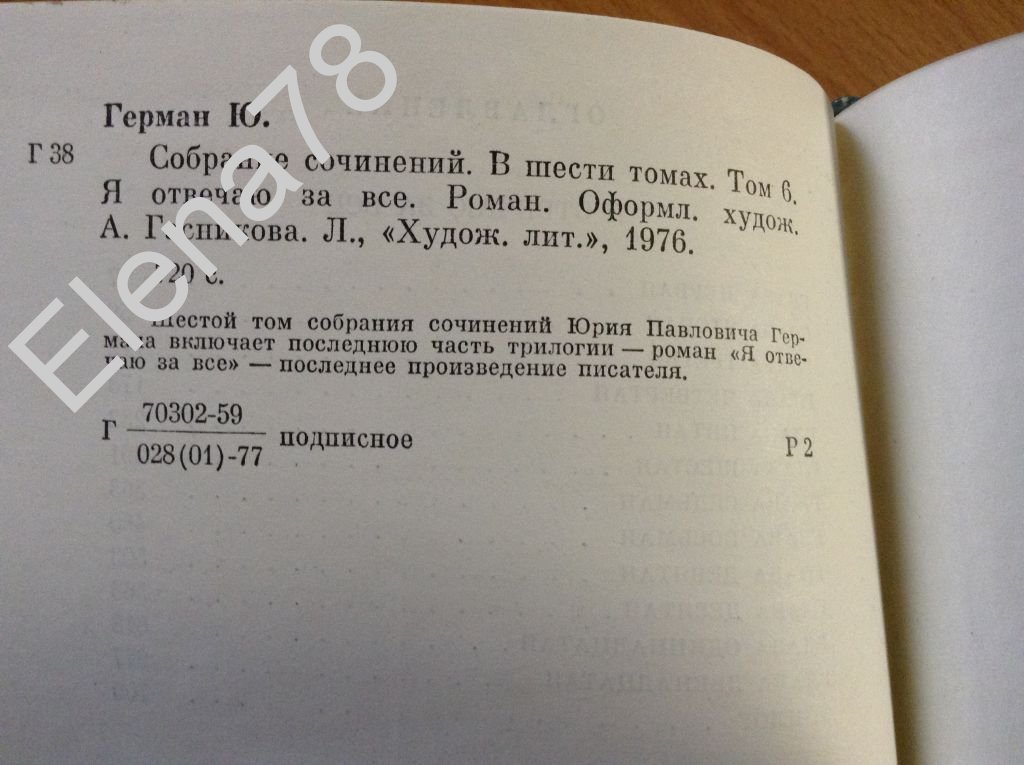 Герман Ю.
Г 38
Собрание сочинений. В шести томах. Том 6.
Я отвечаю за все. Роман. Оформл. худож.
А. Гасникова. Л., «Худож. лит.», 1976.
с.
Шестой том собрания сочинений Юрия Павловича Гер-
мана включает последнюю часть трилогии — роман «Я отве-
чаю за все» — последнее произведение писателя.
Г 70302-59 подписное Р 2
028(01)-77
Elena78